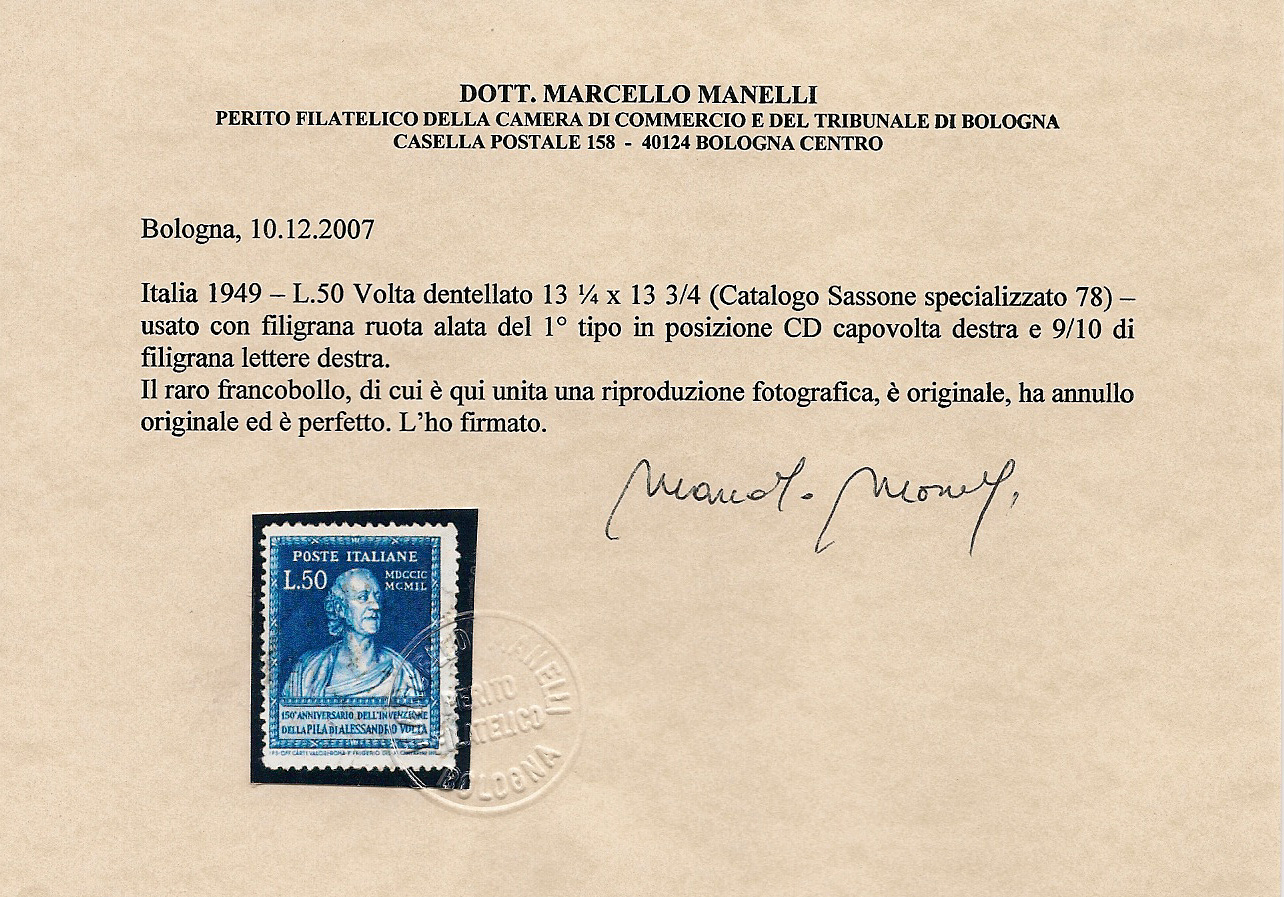 DOTT. MARCELLO MANELLI
PERITO FILATELICO DELLA CAMERA DI COMMERCIO E DEL TRIBUNALE DI BOLOGNA
CASELLA POSTALE 158 - 40124 BOLOGNA CENTRO
Bologna, 10.12.2007
Italia 1949 – L.50 Volta dentellato 13 ¼ x 13 3/4 (Catalogo Sassone specializzato 78) –
usato con filigrana ruota alata del 1° tipo in posizione CD capovolta destra e 9/10 di
filigrana lettere destra.
Il raro francobollo, di cui è qui unita una riproduzione fotografica, è originale, ha annullo
originale ed è perfetto. L'ho firmato.
POSTE ITALIANE
L.50
MDCCIC
MCMIL
150° ANNIVERSARIO DELL'INVENZIONE
DELLA PILA DI ALESSANDRO VOLTA
MANELLI
PERITO
FILATELICO
BOLOGNA